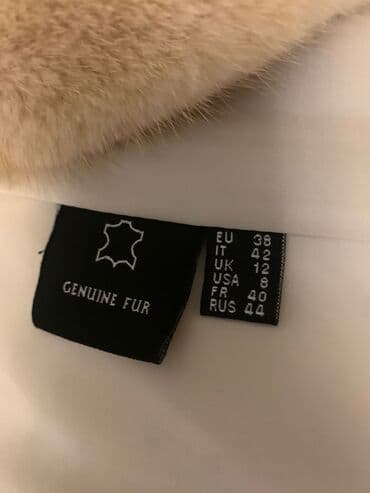 GENUINE FUR
EU 38
IT 42
UK 12
USA 8
FR 40
RUS 44